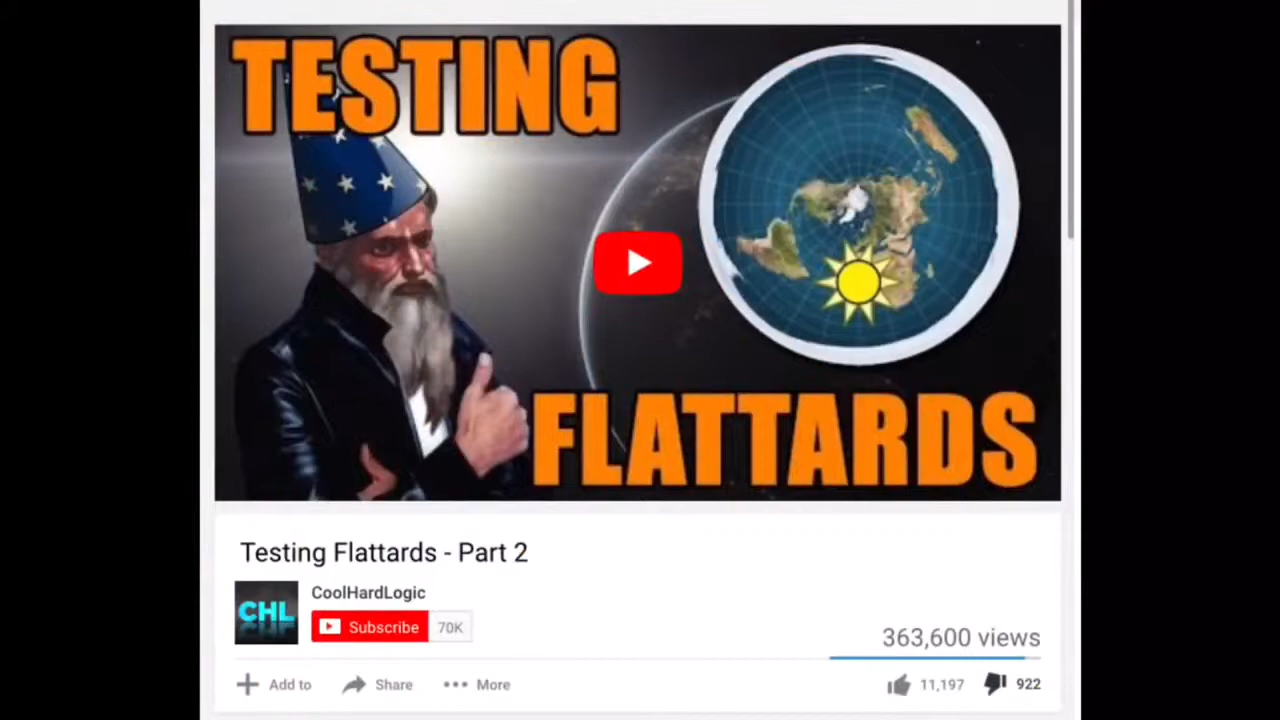 TESTING
FLATTARDS
Testing Flattards - Part 2
CHL
CoolHardLogic
Subscribe 70K
363,600 views
Add to Share More 11,197 922